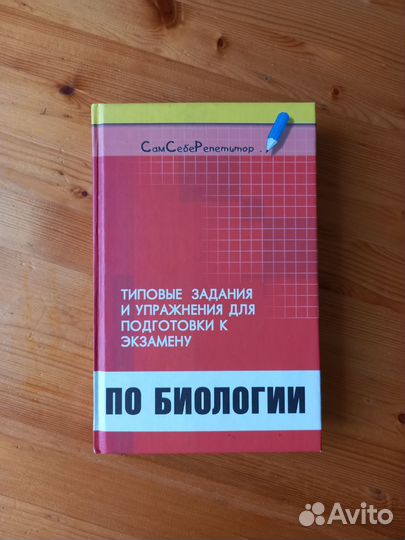 СамСебеРепетитор...
ТИПОВЫЕ ЗАДАНИЯ
И УПРАЖНЕНИЯ ДЛЯ
ПОДГОТОВКИ К
ЭКЗАМЕНУ
ПО БИОЛОГИИ
Avito